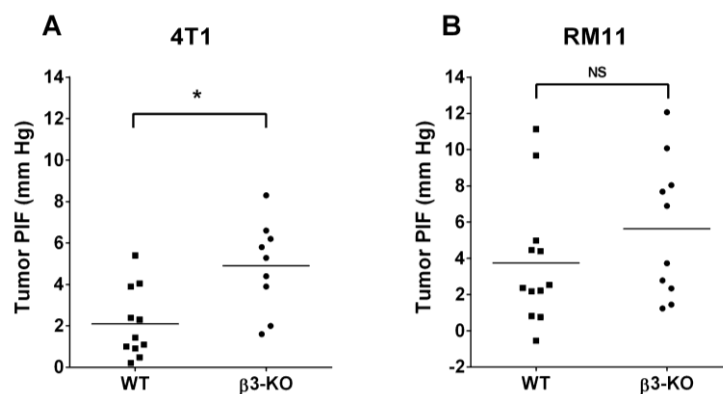 A
4T1
Tumor PIF (mm Hg)
14
12
10
8
6
4
2
0
*
WT
β3-KO
B
RM11
Tumor PIF (mm Hg)
14
12
10
8
6
4
2
0
-2
NS
WT
β3-KO